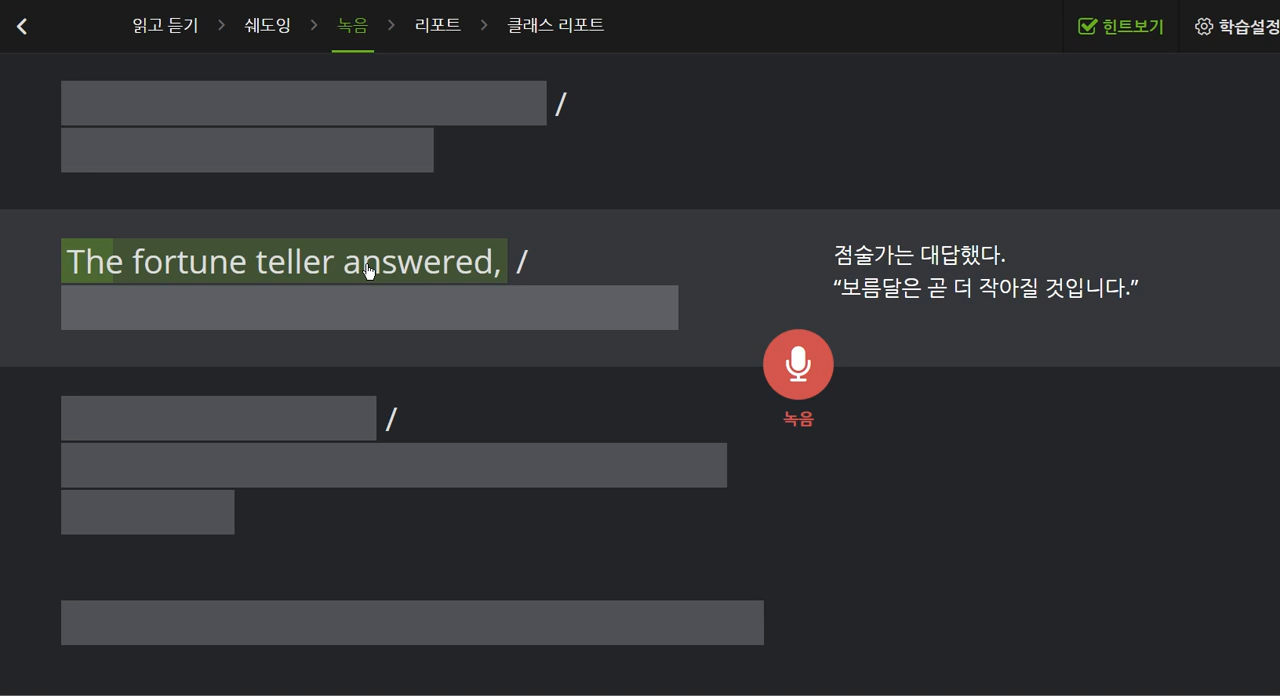 읽고 듣기 > 쉐도잉 > 녹음 > 리포트 > 클래스 리포트
힌트보기
학습설정
/
The fortune teller answered, /
점술가는 대답했다.
“보름달은 곧 더 작아질 것입니다.”
녹음
/